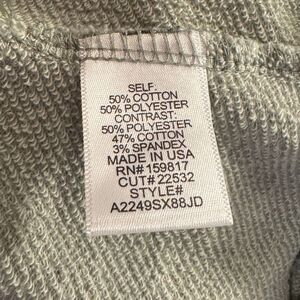 SELF:
50% COTTON
50% POLYESTER
CONTRAST:
50% POLYESTER
47% COTTON
3% SPANDEX
MADE IN USA
RN#159817
CUT#22532
STYLE#
A2249SX88JD